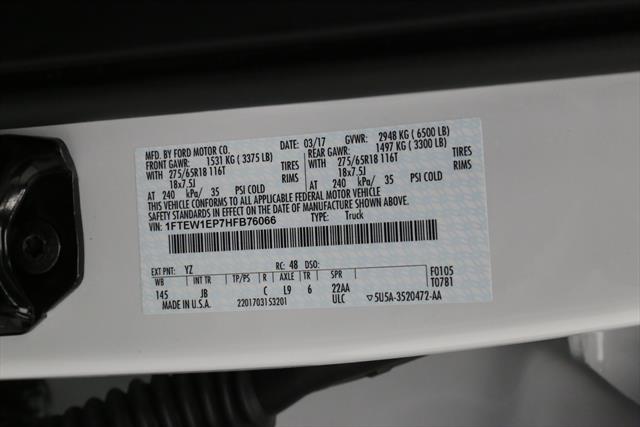 MFD. BY FORD MOTOR CO. DATE: 03/17 GVWR: 2948 KG ( 6500 LB)
FRONT GAWR: 1531 KG ( 3375 LB) REAR GAWR: 1497 KG ( 3300 LB)
WITH 275/65R18 116T TIRES WITH 275/65R18 116T TIRES
18x7.5J RIMS 18x7.5J RIMS
AT 240 kPa/ 35 PSI COLD AT 240 kPa/ 35 PSI COLD
THIS VEHICLE CONFORMS TO ALL APPLICABLE FEDERAL MOTOR VEHICLE
SAFETY STANDARDS IN EFFECT ON THE DATE OF MANUFACTURE SHOWN ABOVE.
VIN: 1FTEW1EP7HFB76066 TYPE: Truck
EXT PNT: YZ RC: 48 DSO: F0105
WB INT TR TP/PS R AXLE TR SPR T0781
145 JB C L9 6 22AA
MADE IN U.S.A. 2201703153201 ULC 5U5A-3520472-AA